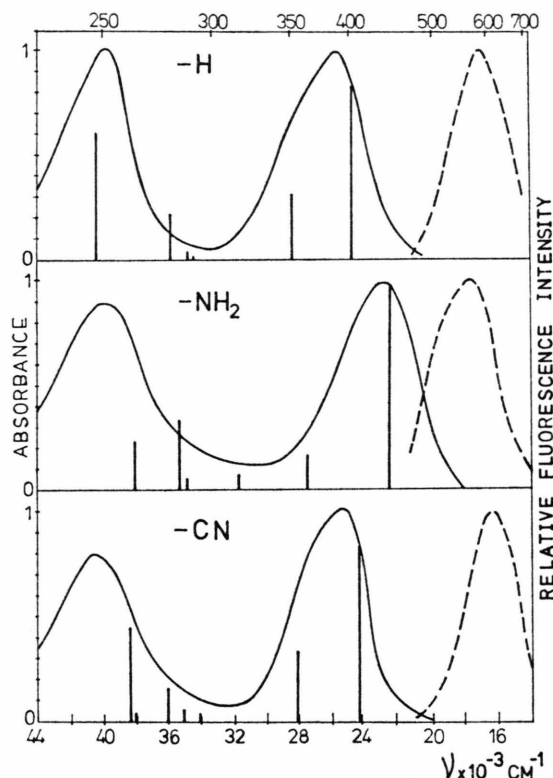 250 300 350 400 500 600 700
1
-H
0
1
-NH₂
0
1
-CN
0
44 40 36 32 28 24 20 16
ν x10⁻³ CM⁻¹
ABSORBANCE
RELATIVE FLUORESCENCE INTENSITY